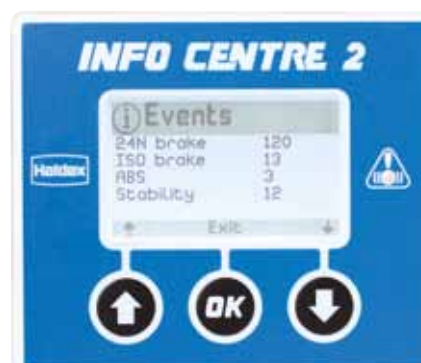 INFO CENTRE 2
Events
24N brake 120
ISO brake 13
ABS 3
Stability 12
Haldex
Exit
OK